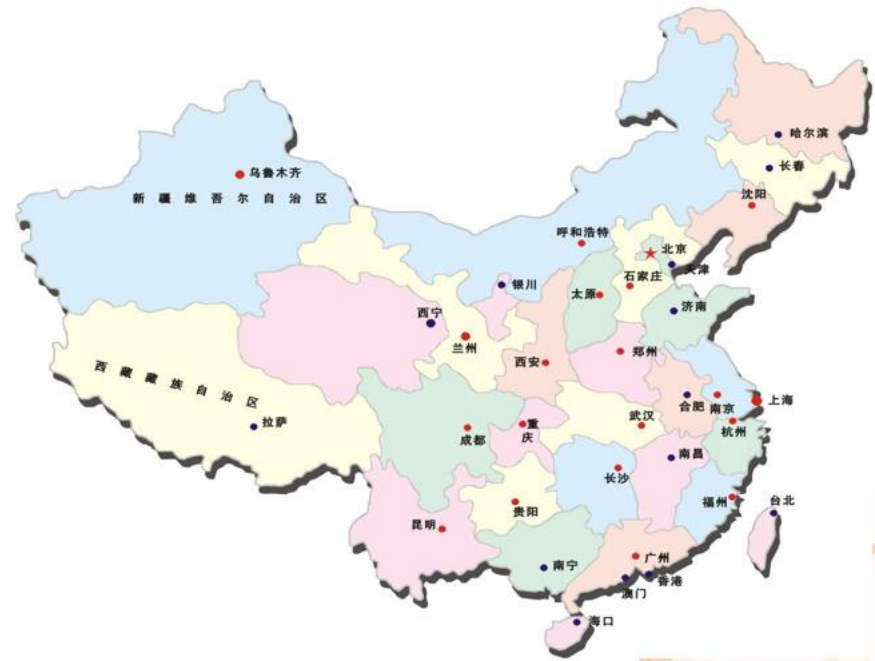 哈尔滨
长春
沈阳
乌鲁木齐
新疆维吾尔自治区
呼和浩特
北京
天津
石家庄
银川
太原
济南
西宁
兰州
郑州
西安
西藏藏族自治区
拉萨
合肥
南京
上海
武汉
杭州
重庆
成都
南昌
长沙
福州
台北
贵阳
昆明
广州
南宁
香港
澳门
海口